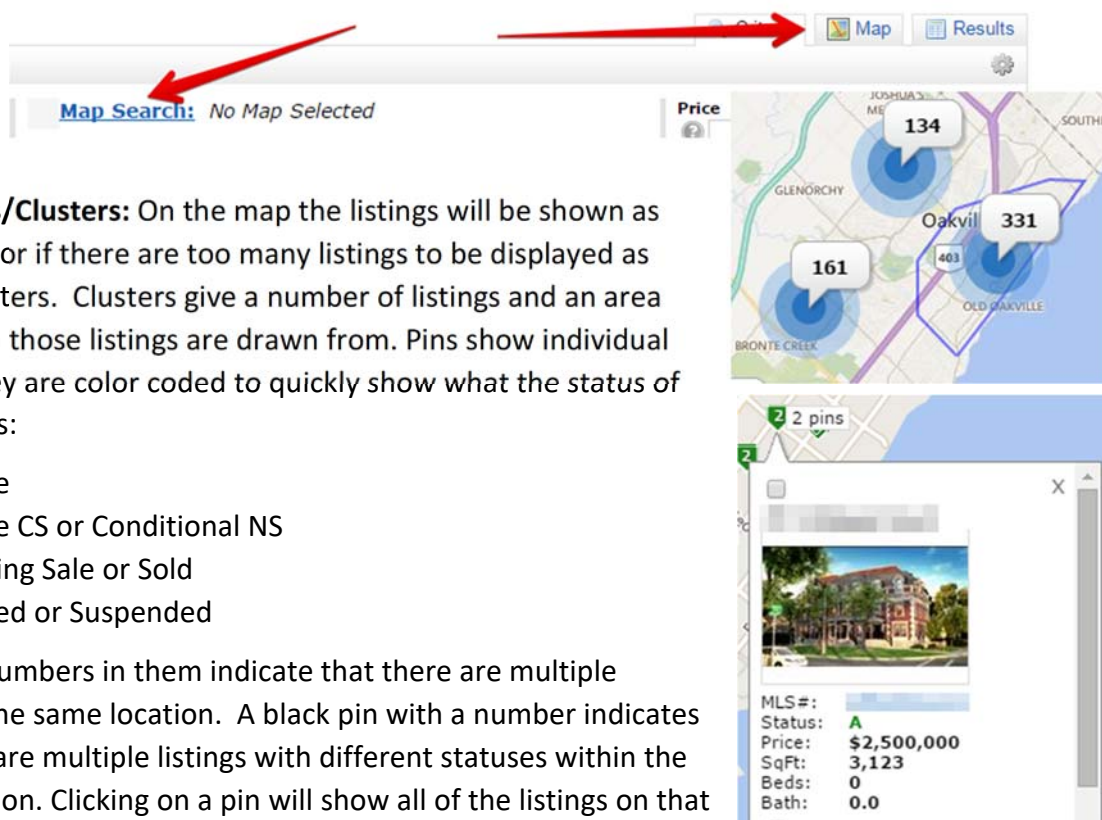 Map
Results
Map Search: No Map Selected
Price
/Clusters: On the map the listings will be shown as
or if there are too many listings to be displayed as
ters. Clusters give a number of listings and an area
those listings are drawn from. Pins show individual
ey are color coded to quickly show what the status of
s:
e
e CS or Conditional NS
ing Sale or Sold
ed or Suspended
umbers in them indicate that there are multiple
he same location. A black pin with a number indicates
are multiple listings with different statuses within the
ion. Clicking on a pin will show all of the listings on that
JOSHUA'S
ME
134
SOUTH
GLENORCHY
Oakvil
331
403
161
OLD OAKVILLE
BRONTE CREEK
2 2 pins
2
X
MLS#:
Status: A
Price: $2,500,000
SqFt: 3,123
Beds: 0
Bath: 0.0